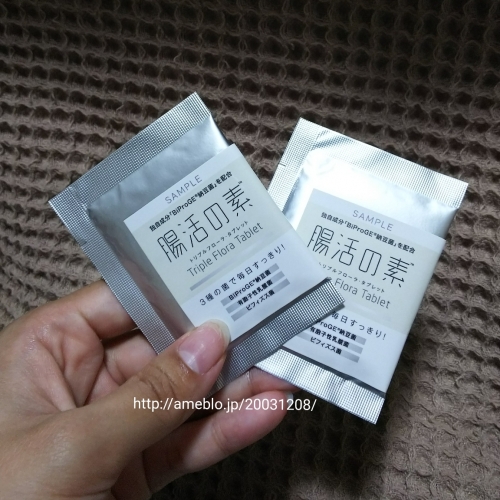 SAMPLE
独自成分「BiProGE®納豆菌」を配合
腸活の素
トリプルフローラ・タブレット
Triple Flora Tablet
3種の菌で毎日すっきり!
BiProGE®納豆菌
有胞子性乳酸菌
ビフィズス菌
SAMPLE
独自成分「BiProGE®納豆菌」を配合
腸活の素
リプルフローラ・タブレット
ple Flora Tablet
毎日すっきり!
ProGE®納豆菌
有胞子性乳酸菌
ビフィズス菌
http://ameblo.jp/20031208/